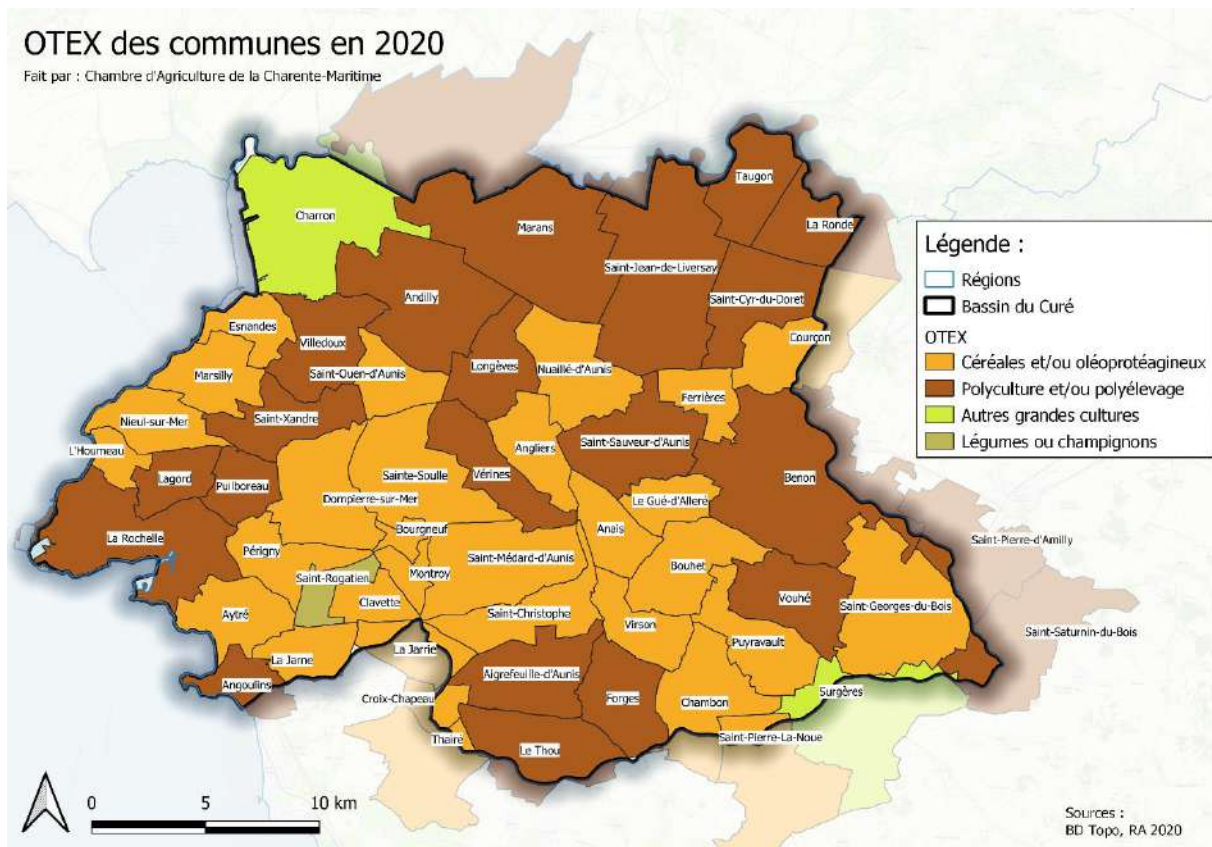 OTEX des communes en 2020
Fait par : Chambre d'Agriculture de la Charente-Maritime
Taugon
Charron
La Ronde
Marans
Saint-Jean-de-Liversay
Andilly
Saint-Cyr-du-Doret
Esnandes
Villedoux
Courçon
Longèves
Nuaillé-d'Aunis
Saint-Ouen-d'Aunis
Marsilly
Ferrières
Nieul-sur-Mer
Saint-Xandre
Saint-Sauveur-d'Aunis
L'Houmeau
Angliers
Lagord
Puilboreau
Sainte-Soulle
Vérines
Benon
Dompierre-sur-Mer
Le Gué-d'Alleré
La Rochelle
Bourgneuf
Anais
Périgny
Saint-Médard-d'Aunis
Saint-Pierre-d'Amilly
Bouhet
Montroy
Saint-Rogatien
Clavette
Vouhé
Saint-Georges-du-Bois
Aytré
Saint-Christophe
Virson
Saint-Saturnin-du-Bois
Puyravault
La Jarrie
La Jarne
Aigrefeuille-d'Aunis
Angoulins
Surgères
Croix-Chapeau
Forges
Chambon
Thairé
Saint-Pierre-La-Noue
Le Thou
Légende :
Régions
Bassin du Curé
OTEX
Céréales et/ou oléoprotéagineux
Polyculture et/ou polyélevage
Autres grandes cultures
Légumes ou champignons
0 5 10 km
Sources :
BD Topo, RA 2020